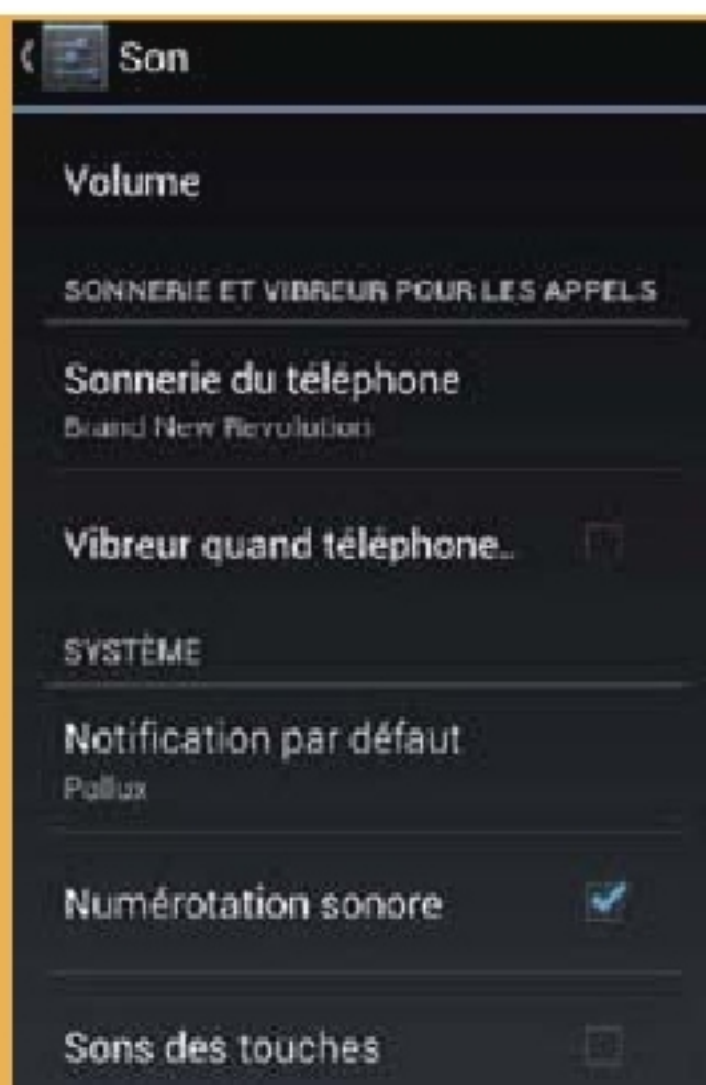 Son
Volume
SONNERIE ET VIBREUR POUR LES APPELS
Sonnerie du téléphone
Brand New Revolution
Vibreur quand téléphone...
SYSTÈME
Notification par défaut
Pollux
Numérotation sonore
Sons des touches